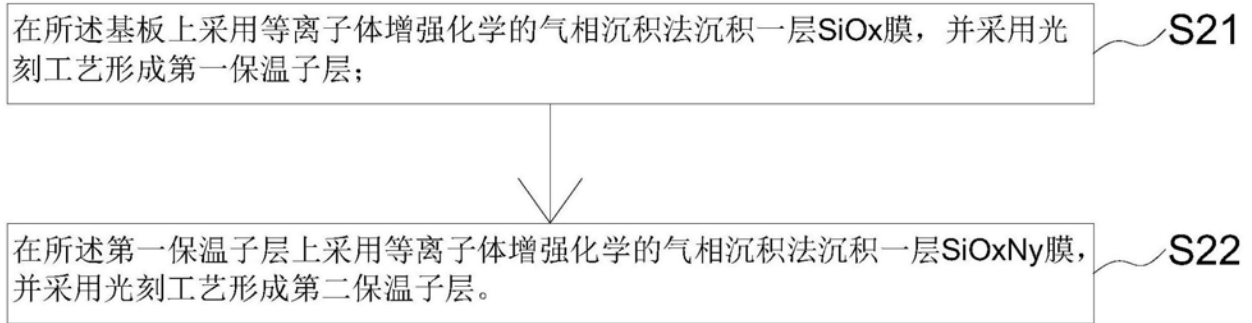 在所述基板上采用等离子体增强化学的气相沉积法沉积一层SiOx膜，并采用光
刻工艺形成第一保温子层；
S21
在所述第一保温子层上采用等离子体增强化学的气相沉积法沉积一层SiOxNy膜，
并采用光刻工艺形成第二保温子层。
S22